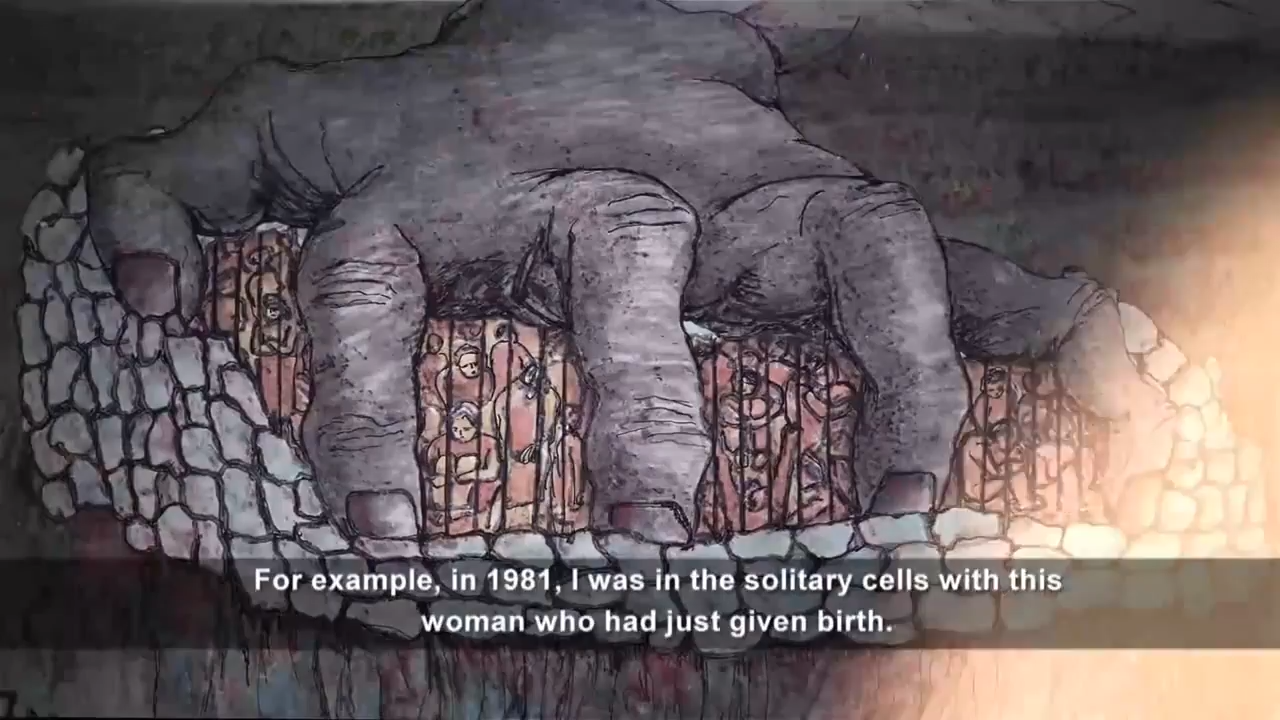 For example, in 1981, I was in the solitary cells with this
woman who had just given birth.